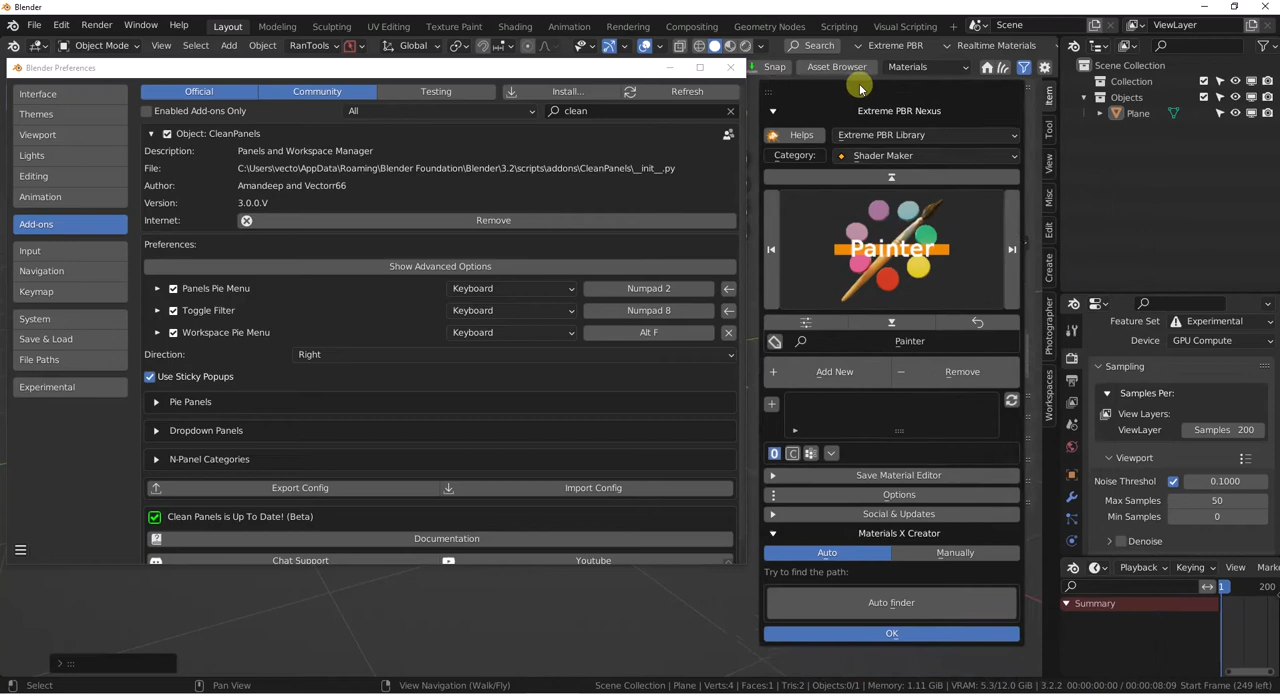 Blender
File Edit Render Window Help Layout Modeling Sculpting UV Editing Texture Paint Shading Animation Rendering Compositing Geometry Nodes Scripting Visual Scripting + Scene ViewLayer
Object Mode View Select Add Object RanTools Global Search Extreme PBR Realtime Materials
Blender Preferences
Snap Asset Browser Materials
Scene Collection
Collection
Objects
Plane
Interface
Themes
Viewport
Lights
Editing
Animation
Add-ons
Input
Navigation
Keymap
System
Save & Load
File Paths
Experimental
Official Community Testing Install... Refresh
Enabled Add-ons Only All clean
Object: CleanPanels
Description: Panels and Workspace Manager
File: C:\Users\vecto\AppData\Roaming\Blender Foundation\Blender\3.2\scripts\addons\CleanPanels\__init__.py
Author: Amandeep and Vectorr66
Version: 3.0.0.V
Internet: Remove
Preferences:
Show Advanced Options
Panels Pie Menu Keyboard Numpad 2
Toggle Filter Keyboard Numpad 8
Workspace Pie Menu Keyboard Alt F
Direction: Right
Use Sticky Popups
Pie Panels
Dropdown Panels
N-Panel Categories
Export Config Import Config
Clean Panels is Up To Date! (Beta)
Documentation
Chat Support Youtube
Extreme PBR Nexus
Helps Extreme PBR Library
Category: Shader Maker
Painter
Painter
+ Add New − Remove
0 C
Save Material Editor
Options
Social & Updates
Materials X Creator
Auto Manually
Try to find the path:
Auto finder
OK
Item
Tool
View
Misc
Edit
Create
Photographer
Workspaces
Feature Set Experimental
Device GPU Compute
Sampling
Samples Per:
View Layers:
ViewLayer Samples 200
Viewport
Noise Threshol 0.1000
Max Samples 50
Min Samples 0
Denoise
Playback Keying View Marke
1 200
Summary
Select Pan View View Navigation (Walk/Fly) Scene Collection | Plane | Verts:4 | Faces:1 | Tris:2 | Objects:0/1 | Memory: 1.11 GiB | VRAM: 5.3/12.0 GiB | 3.2.2 00:00:00:00 / 00:00:08:09 Start Frame (249 left)